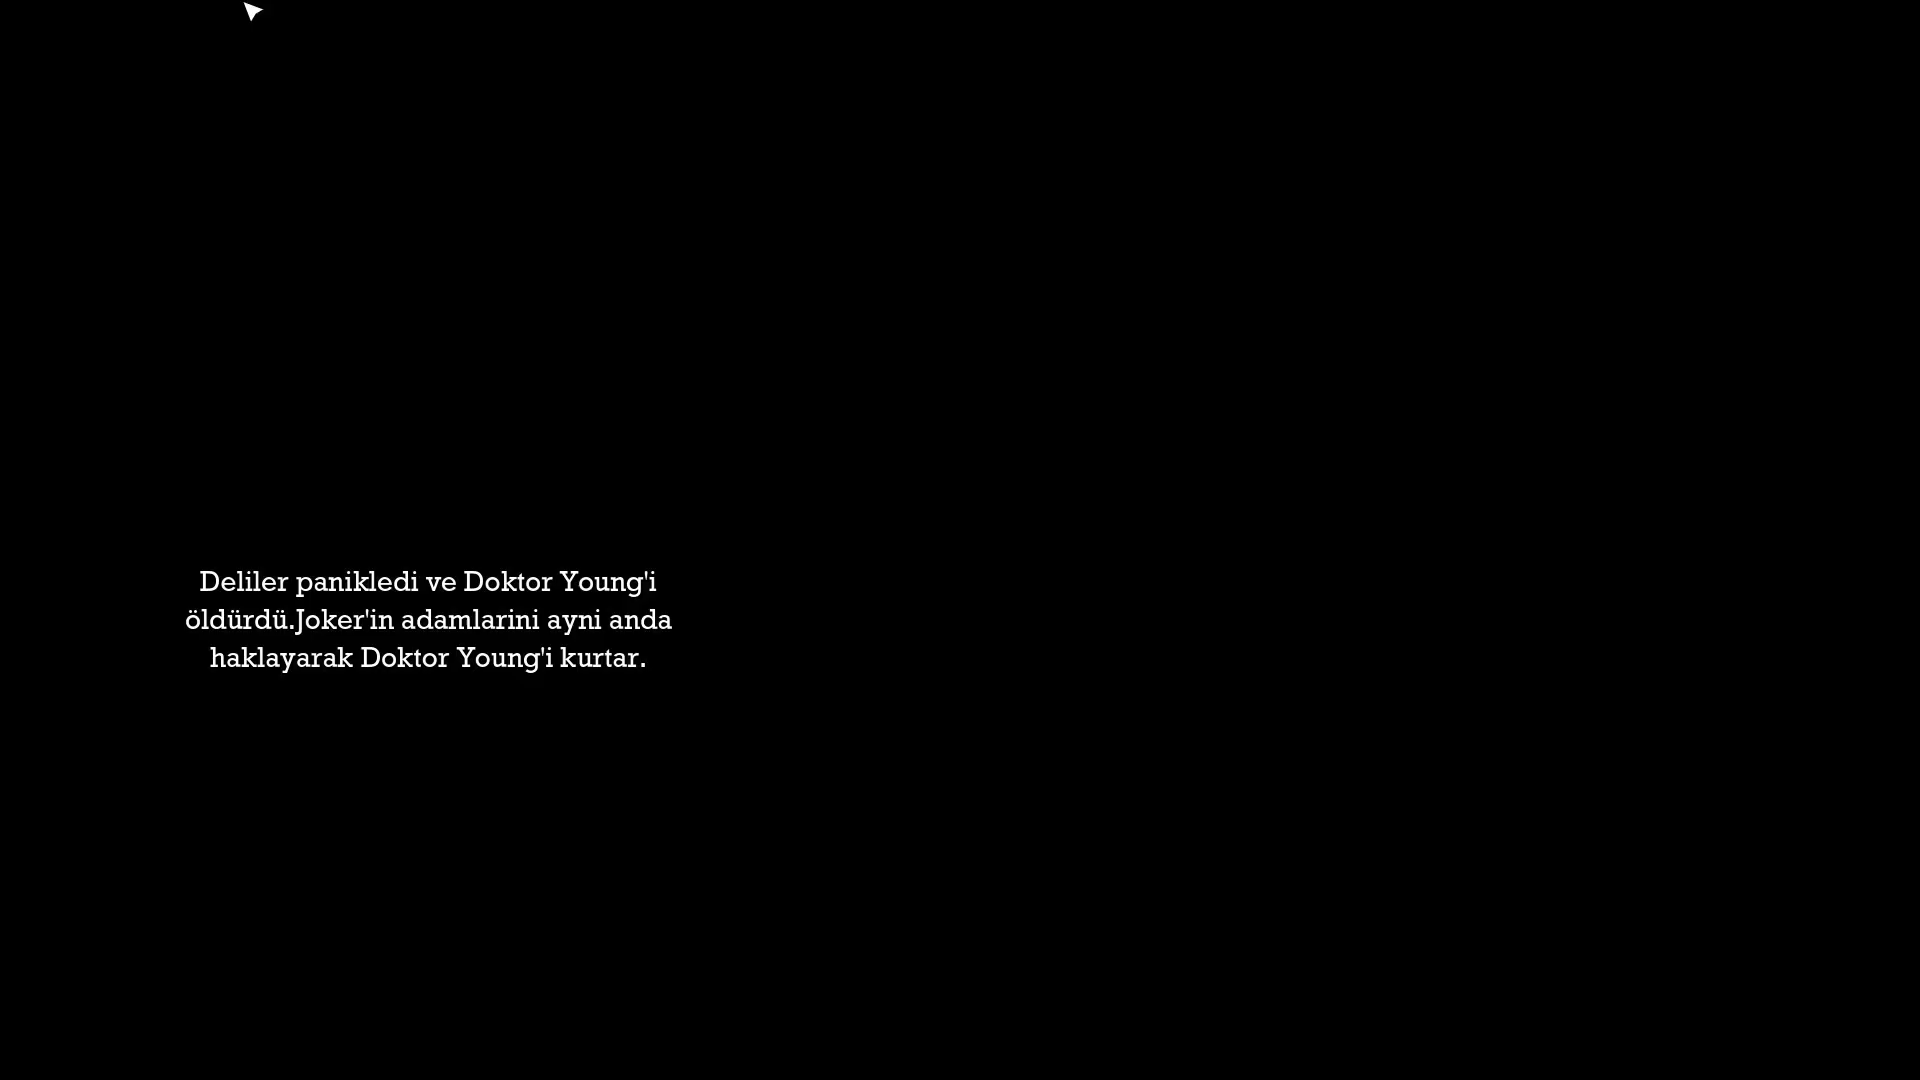 Deliler panikledi ve Doktor Young'i
öldürdü.Joker'in adamlarini ayni anda
haklayarak Doktor Young'i kurtar.